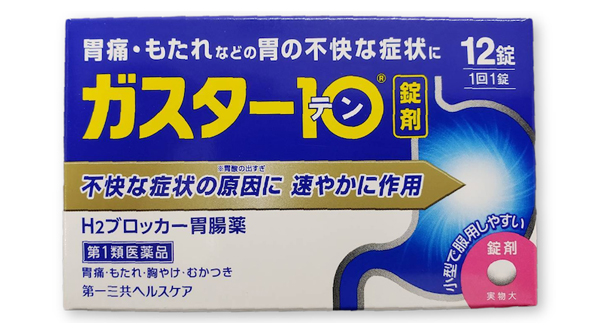 胃痛・もたれなどの胃の不快な症状に
12錠
1回1錠
ガスター10®
テン
錠剤
※胃酸の出すぎ
不快な症状の原因に 速やかに作用
H2ブロッカー胃腸薬
第1類医薬品
胃痛・もたれ・胸やけ・むかつき
第一三共ヘルスケア
小型で服用しやすい
錠剤
実物大